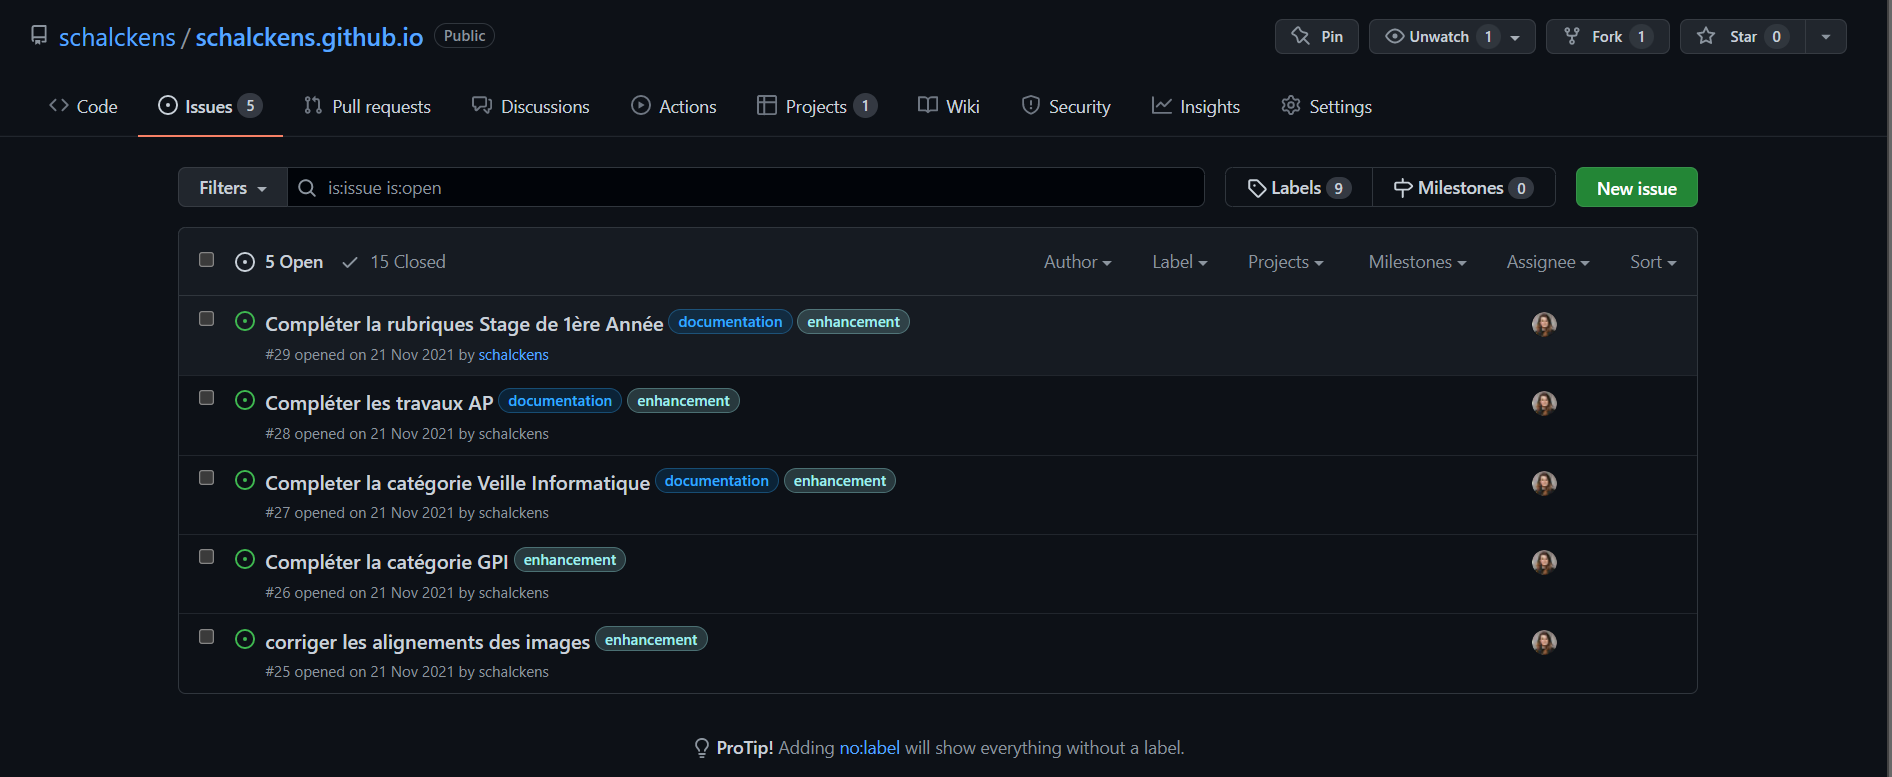 schalckens / schalckens.github.io Public Pin Unwatch 1 Fork 1 Star 0
Code Issues 5 Pull requests Discussions Actions Projects 1 Wiki Security Insights Settings
Filters is:issue is:open Labels 9 Milestones 0 New issue
5 Open 15 Closed Author Label Projects Milestones Assignee Sort
Compléter la rubriques Stage de 1ère Année documentation enhancement
#29 opened on 21 Nov 2021 by schalckens
Compléter les travaux AP documentation enhancement
#28 opened on 21 Nov 2021 by schalckens
Completer la catégorie Veille Informatique documentation enhancement
#27 opened on 21 Nov 2021 by schalckens
Compléter la catégorie GPI enhancement
#26 opened on 21 Nov 2021 by schalckens
corriger les alignements des images enhancement
#25 opened on 21 Nov 2021 by schalckens
ProTip! Adding no:label will show everything without a label.